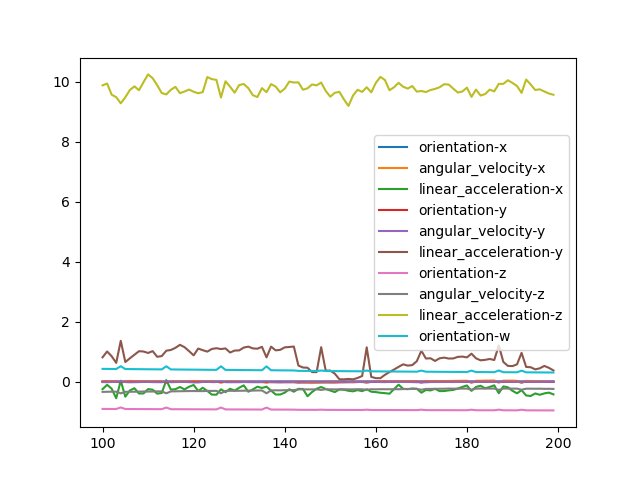 10
8
6
4
2
0
100
120
140
160
180
200
orientation-x
angular_velocity-x
linear_acceleration-x
orientation-y
angular_velocity-y
linear_acceleration-y
orientation-z
angular_velocity-z
linear_acceleration-z
orientation-w